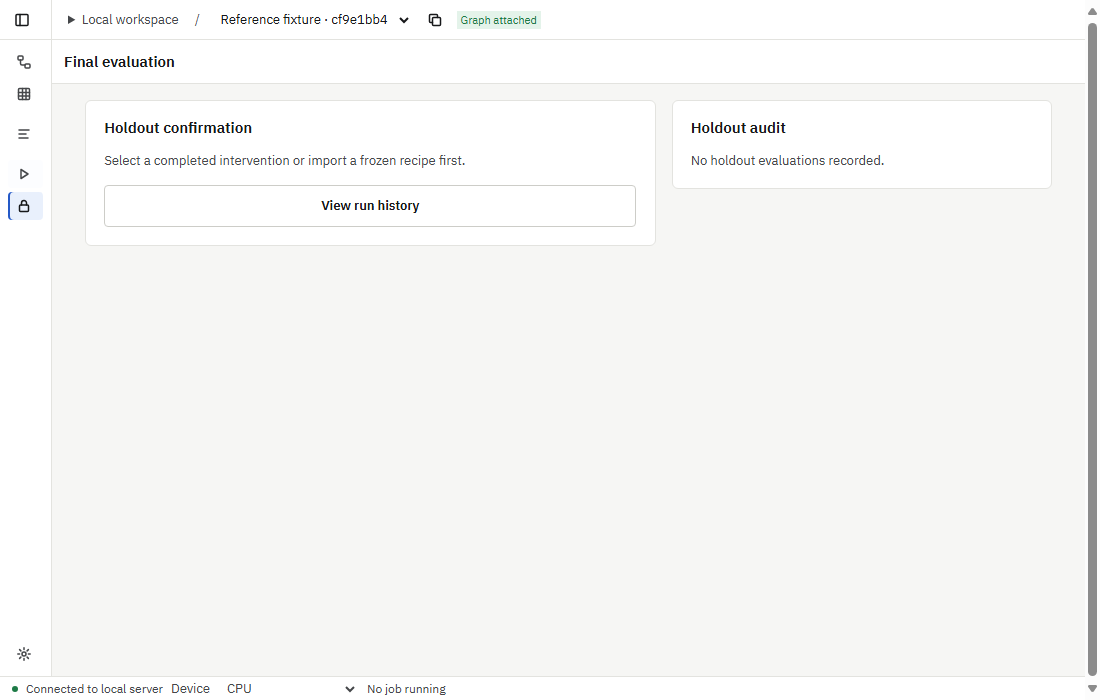 Local workspace / Reference fixture · cf9e1bb4 Graph attached
Final evaluation
Holdout confirmation
Select a completed intervention or import a frozen recipe first.
View run history
Holdout audit
No holdout evaluations recorded.
Connected to local server Device CPU No job running